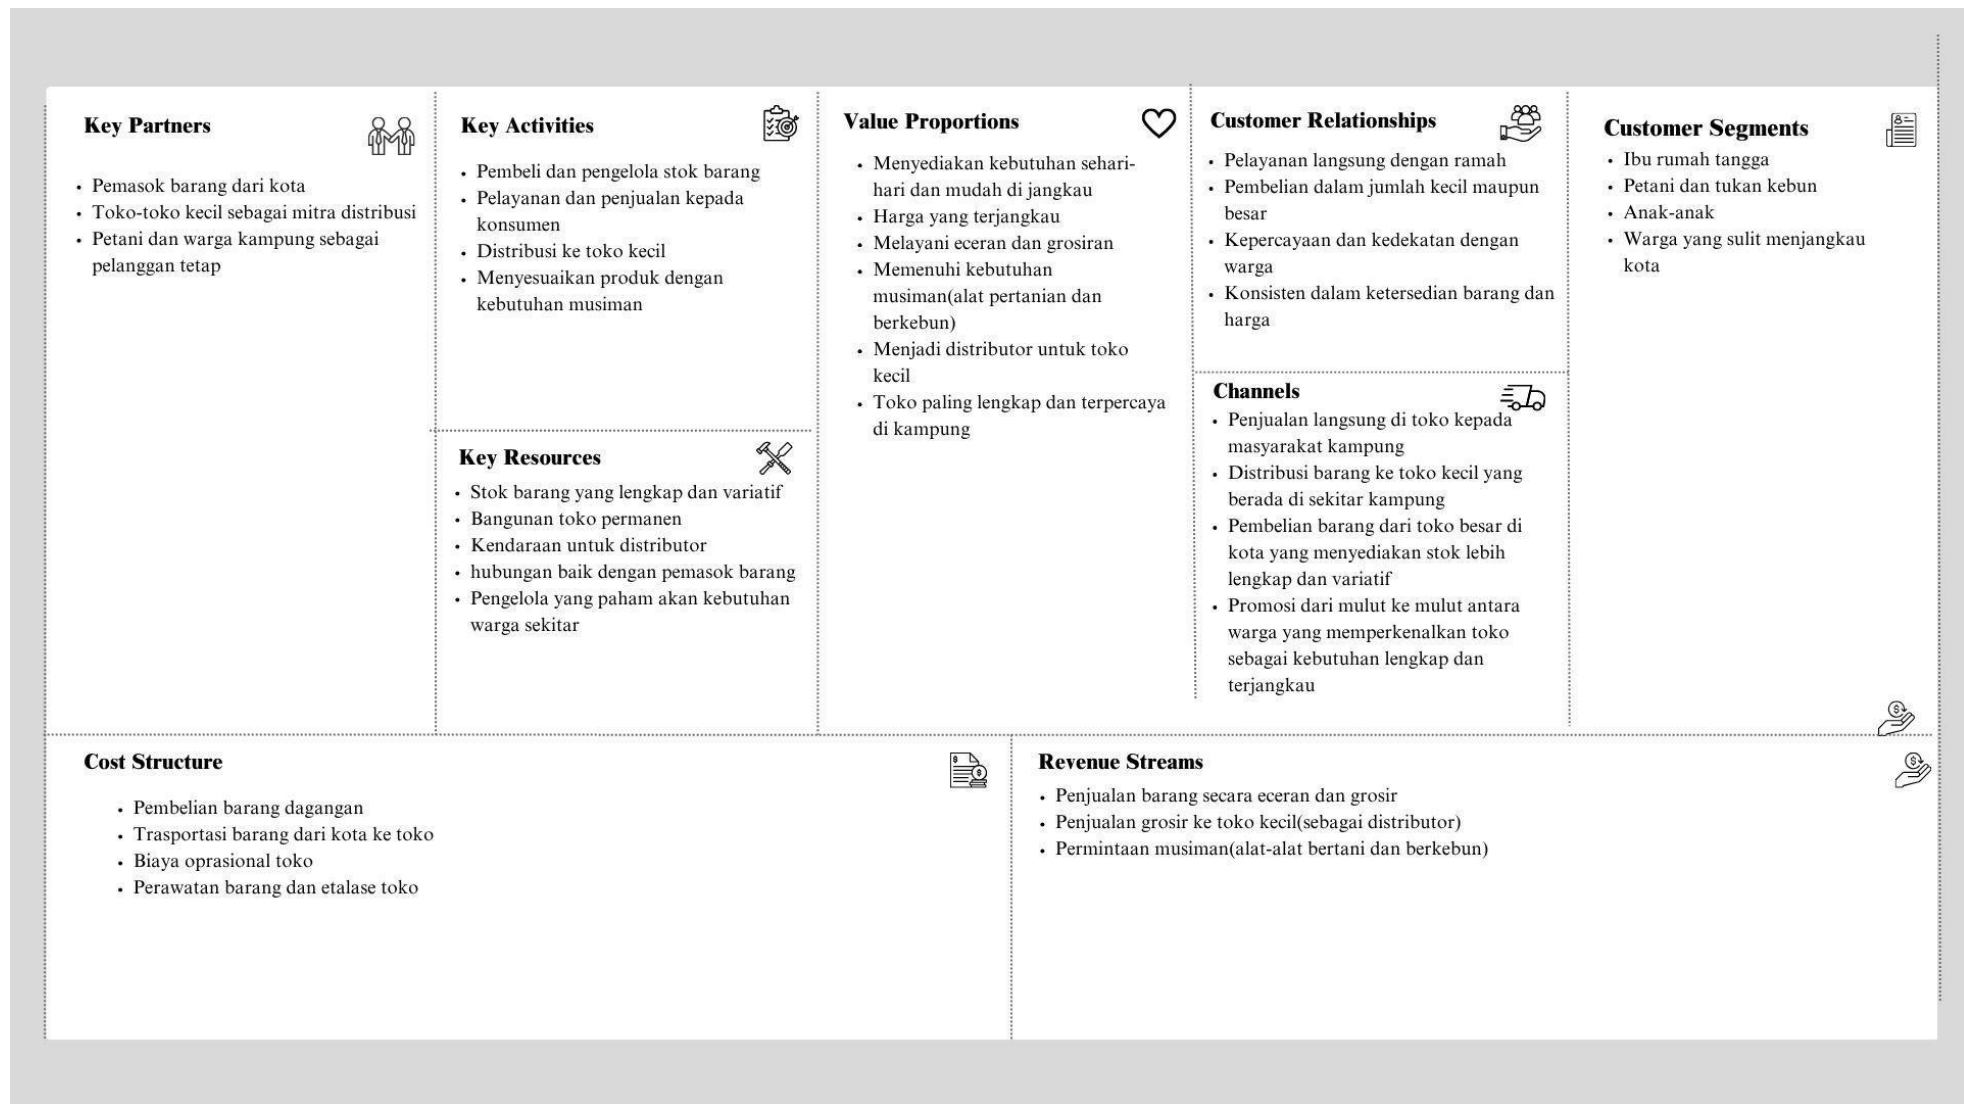 Key Partners
• Pemasok barang dari kota
• Toko-toko kecil sebagai mitra distribusi
• Petani dan warga kampung sebagai
pelanggan tetap
Key Activities
• Pembeli dan pengelola stok barang
• Pelayanan dan penjualan kepada
konsumen
• Distribusi ke toko kecil
• Menyesuaikan produk dengan
kebutuhan musiman
Key Resources
• Stok barang yang lengkap dan variatif
• Bangunan toko permanen
• Kendaraan untuk distributor
• hubungan baik dengan pemasok barang
• Pengelola yang paham akan kebutuhan
warga sekitar
Value Proportions
• Menyediakan kebutuhan sehari-
hari dan mudah di jangkau
• Harga yang terjangkau
• Melayani eceran dan grosiran
• Memenuhi kebutuhan
musiman(alat pertanian dan
berkebun)
• Menjadi distributor untuk toko
kecil
• Toko paling lengkap dan terpercaya
di kampung
Customer Relationships
• Pelayanan langsung dengan ramah
• Pembelian dalam jumlah kecil maupun
besar
• Kepercayaan dan kedekatan dengan
warga
• Konsisten dalam ketersedian barang dan
harga
Channels
• Penjualan langsung di toko kepada
masyarakat kampung
• Distribusi barang ke toko kecil yang
berada di sekitar kampung
• Pembelian barang dari toko besar di
kota yang menyediakan stok lebih
lengkap dan variatif
• Promosi dari mulut ke mulut antara
warga yang memperkenalkan toko
sebagai kebutuhan lengkap dan
terjangkau
Customer Segments
• Ibu rumah tangga
• Petani dan tukan kebun
• Anak-anak
• Warga yang sulit menjangkau
kota
Cost Structure
• Pembelian barang dagangan
• Trasportasi barang dari kota ke toko
• Biaya oprasional toko
• Perawatan barang dan etalase toko
Revenue Streams
• Penjualan barang secara eceran dan grosir
• Penjualan grosir ke toko kecil(sebagai distributor)
• Permintaan musiman(alat-alat bertani dan berkebun)